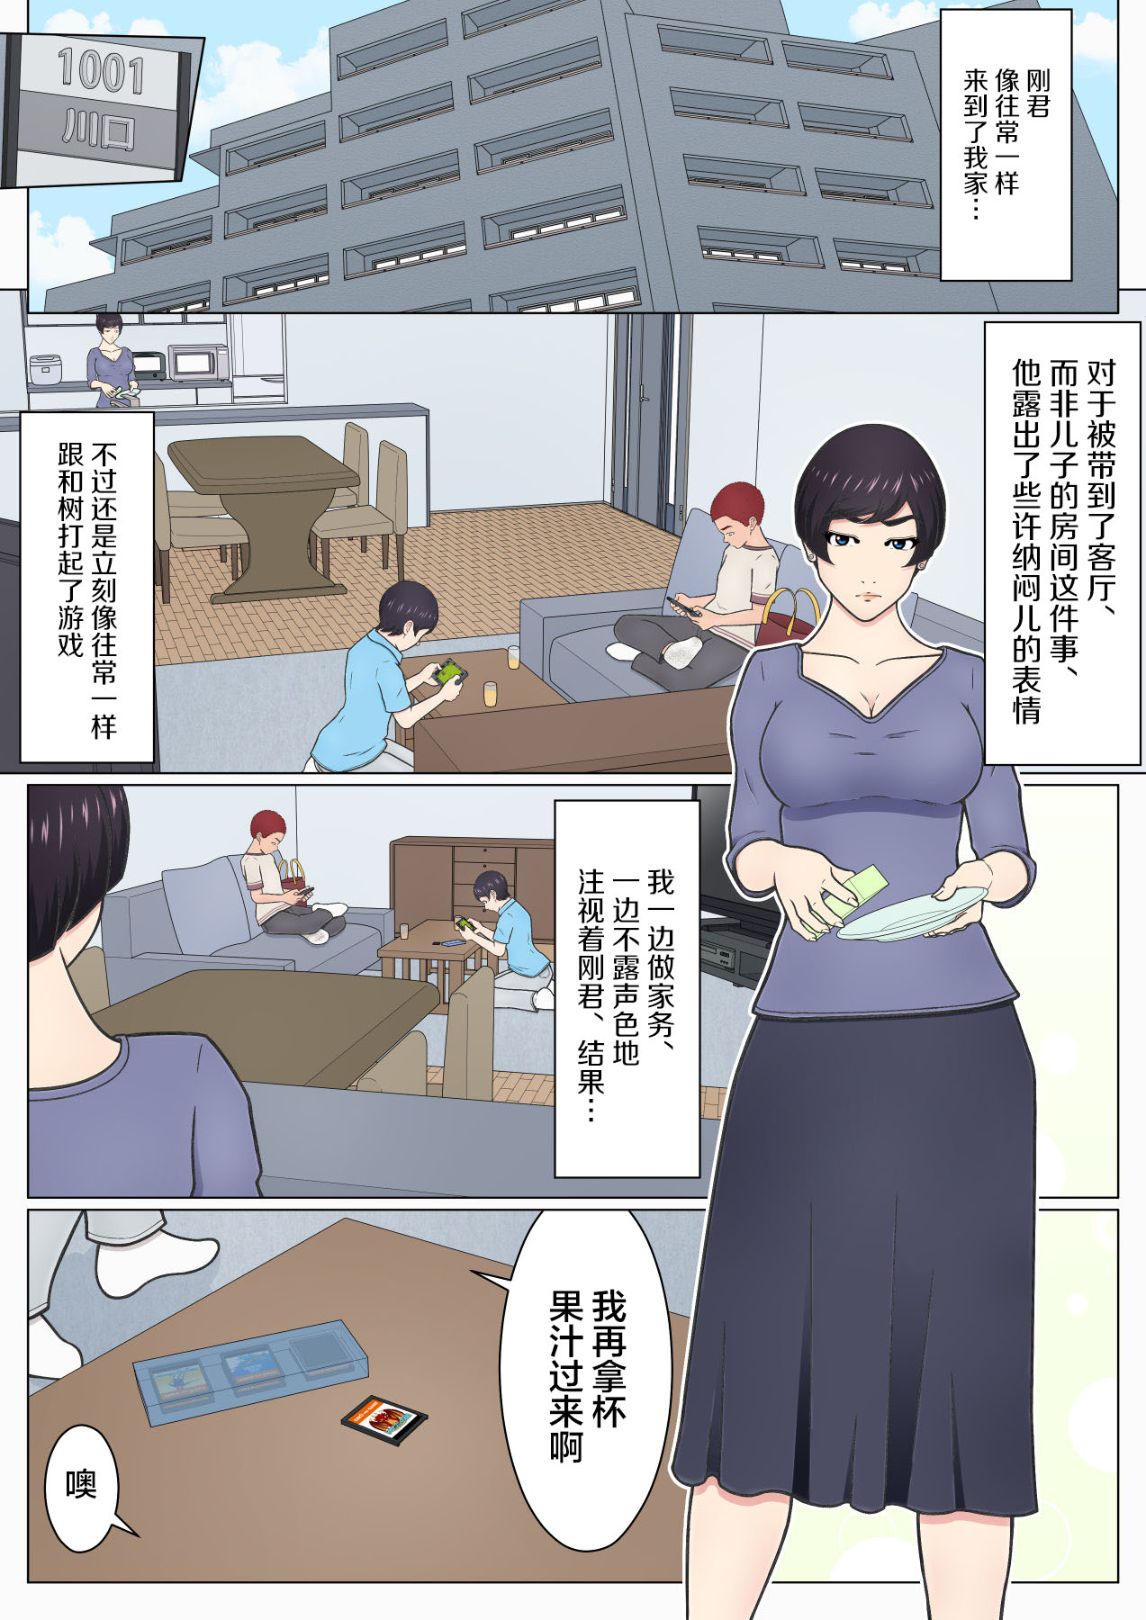 1001
川口
刚君
像往常一样
来到了我家…
对于被带到了客厅、
而非儿子的房间这件事、
他露出了些许纳闷儿的表情
不过还是立刻像往常一样
跟和树打起了游戏
我一边做家务、
一边不露声色地
注视着刚君、结果…
我再拿杯
果汁过来啊
噢